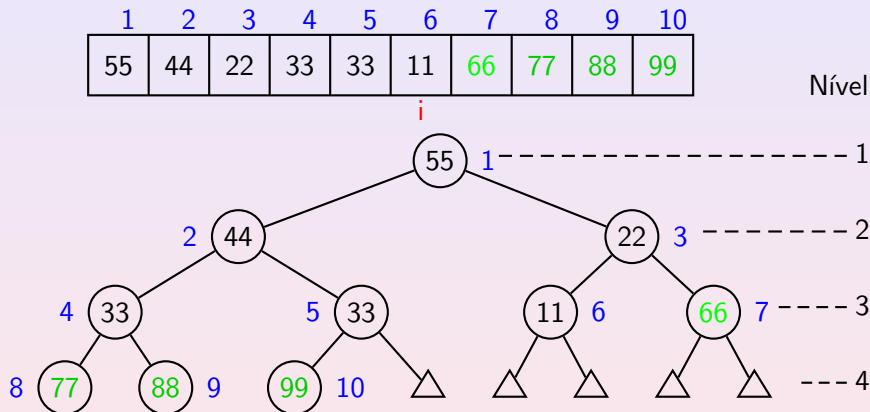 1 2 3 4 5 6 7 8 9 10
55 44 22 33 33 11 66 77 88 99
Nível
i
55 1 1
2 44 22 3 2
4 33 5 33 11 6 66 7 3
8 77 88 9 99 10 4